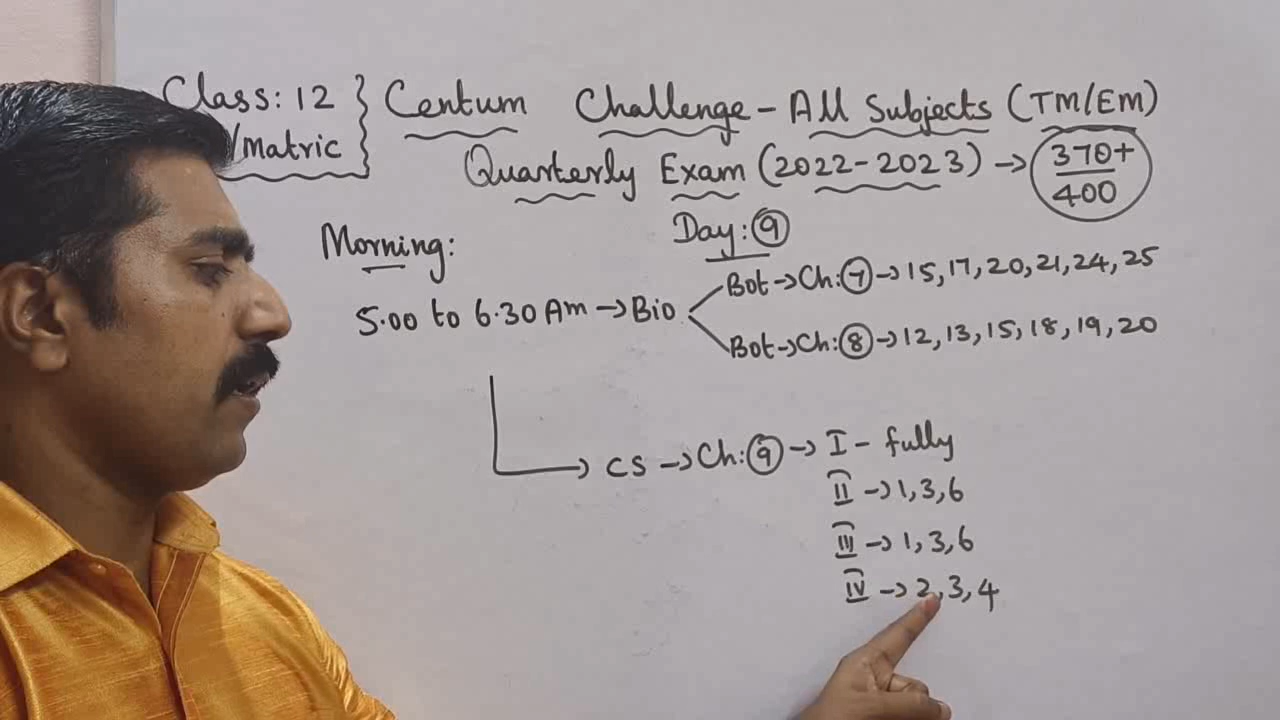 Class: 12 } Centum Challenge - All Subjects (TM/EM)
/matric
Quarterly Exam (2022-2023) → 370+/400
Day: 9
Morning:
5.00 to 6.30 Am → Bio
Bot → Ch: 7 → 15, 17, 20, 21, 24, 25
Bot → Ch: 8 → 12, 13, 15, 18, 19, 20
→ CS → Ch: 9 → I - fully
II → 1, 3, 6
III → 1, 3, 6
IV → 2, 3, 4